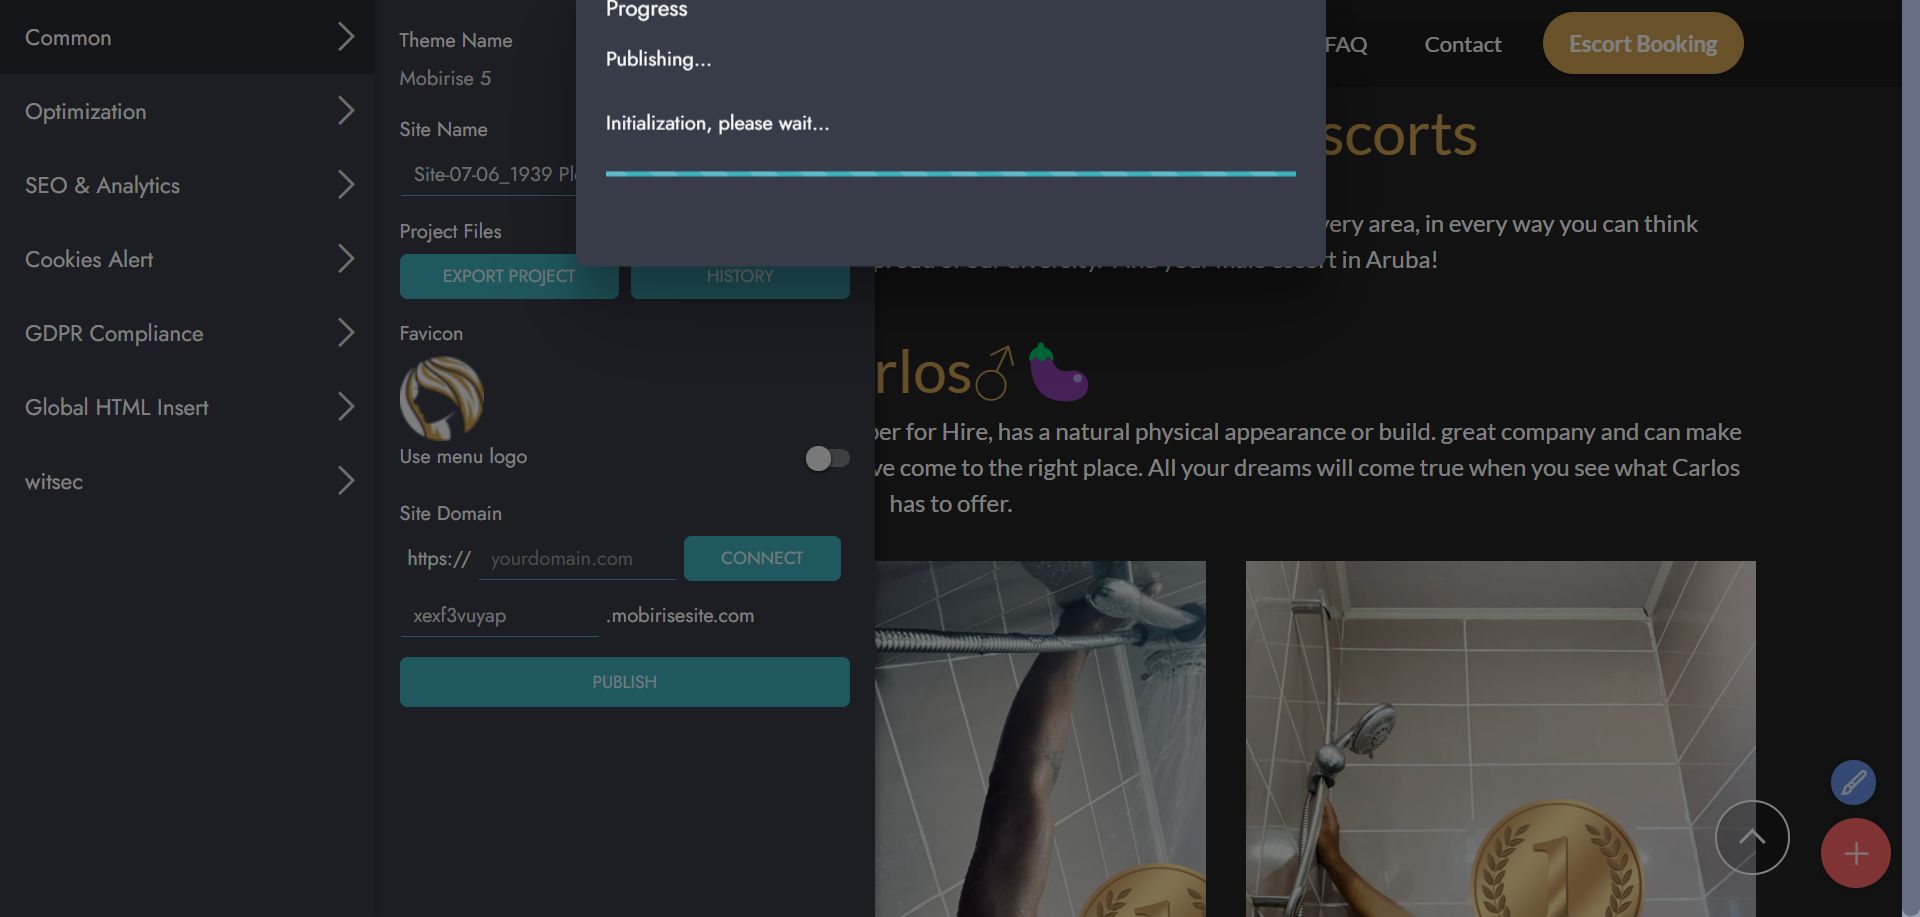 Common
Optimization
SEO & Analytics
Cookies Alert
GDPR Compliance
Global HTML Insert
witsec
Theme Name
Mobirise 5
Site Name
Site-07-06_1939
Project Files
EXPORT PROJECT
HISTORY
Favicon
Use menu logo
Site Domain
https://
yourdomain.com
CONNECT
xexf3vuyap
.mobirisesite.com
PUBLISH
Progress
Publishing...
Initialization, please wait...
FAQ
Contact
Escort Booking
scorts
very area, in every way you can think
in Aruba!
rlos♂🍆
for Hire, has a natural physical appearance or build. great company and can make
come to the right place. All your dreams will come true when you see what Carlos
has to offer.
1
1